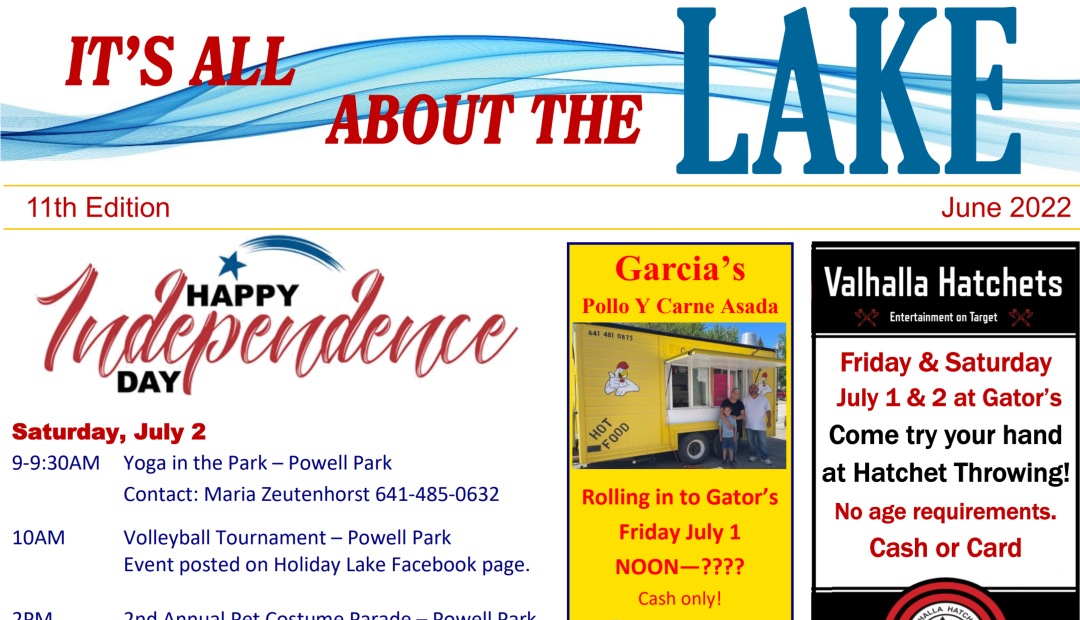 IT'S ALL
ABOUT THE
LAKE
11th Edition
June 2022
HAPPY
Independence
DAY
Saturday, July 2
9-9:30AM Yoga in the Park – Powell Park
Contact: Maria Zeutenhorst 641-485-0632
10AM Volleyball Tournament – Powell Park
Event posted on Holiday Lake Facebook page.
2PM 2nd Annual Pet Costume Parade – Powell Park
Garcia's
Pollo Y Carne Asada
641 481 0875
HOT
FOOD
Rolling in to Gator's
Friday July 1
NOON—????
Cash only!
Valhalla Hatchets
Entertainment on Target
Friday & Saturday
July 1 & 2 at Gator's
Come try your hand
at Hatchet Throwing!
No age requirements.
Cash or Card